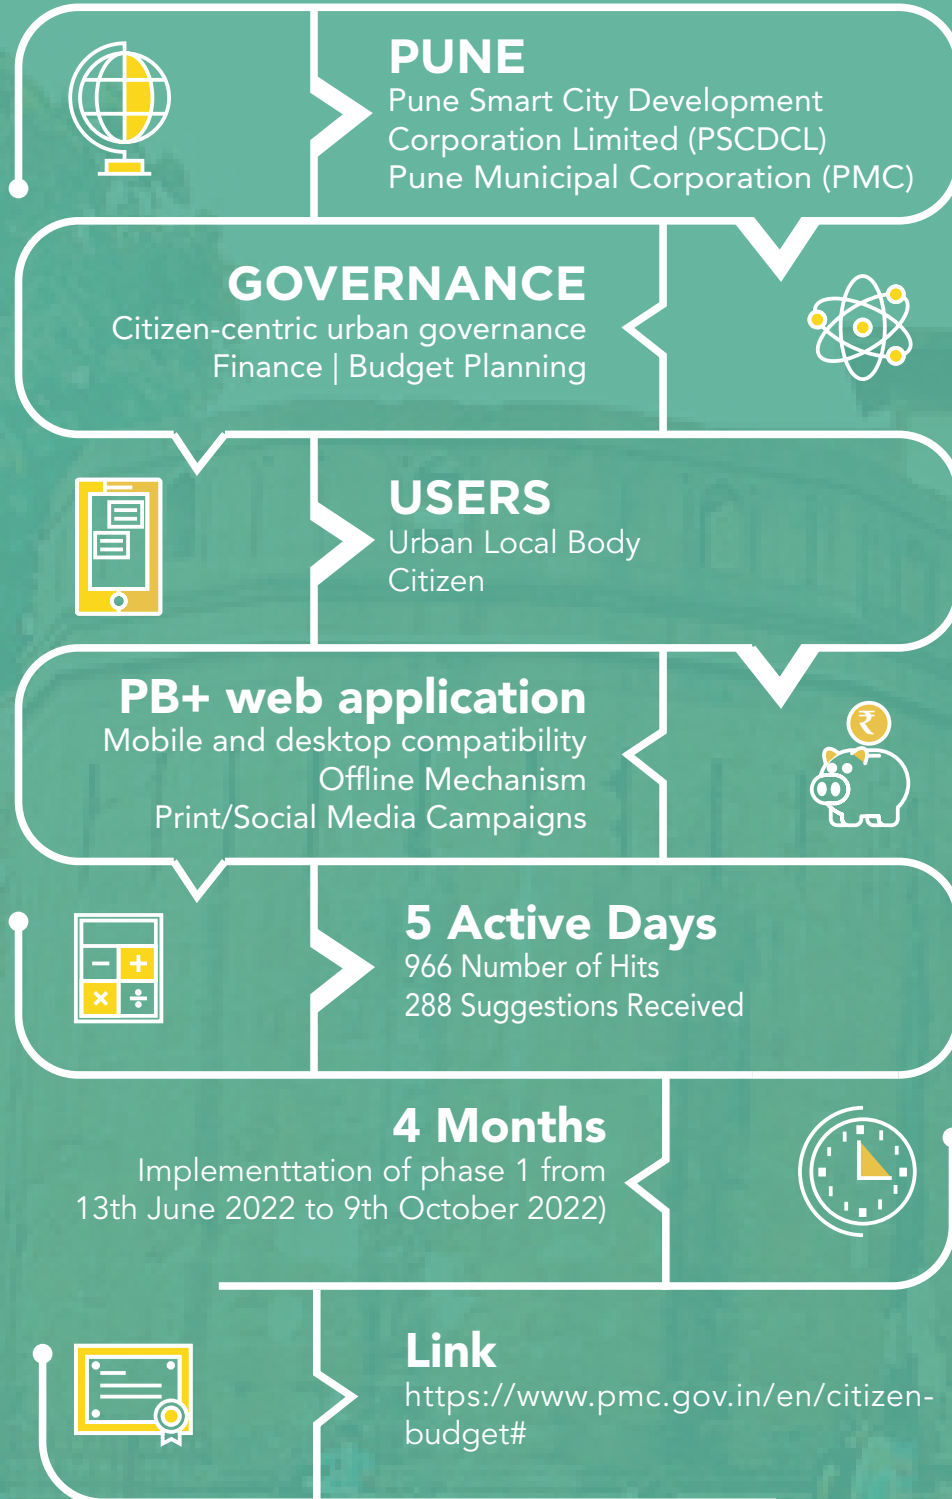 PUNE
Pune Smart City Development
Corporation Limited (PSCDCL)
Pune Municipal Corporation (PMC)
GOVERNANCE
Citizen-centric urban governance
Finance | Budget Planning
USERS
Urban Local Body
Citizen
PB+ web application
Mobile and desktop compatibility
Offline Mechanism
Print/Social Media Campaigns
₹
5 Active Days
966 Number of Hits
288 Suggestions Received
− +
× ÷
4 Months
Implementtation of phase 1 from
13th June 2022 to 9th October 2022)
Link
https://www.pmc.gov.in/en/citizen-
budget#